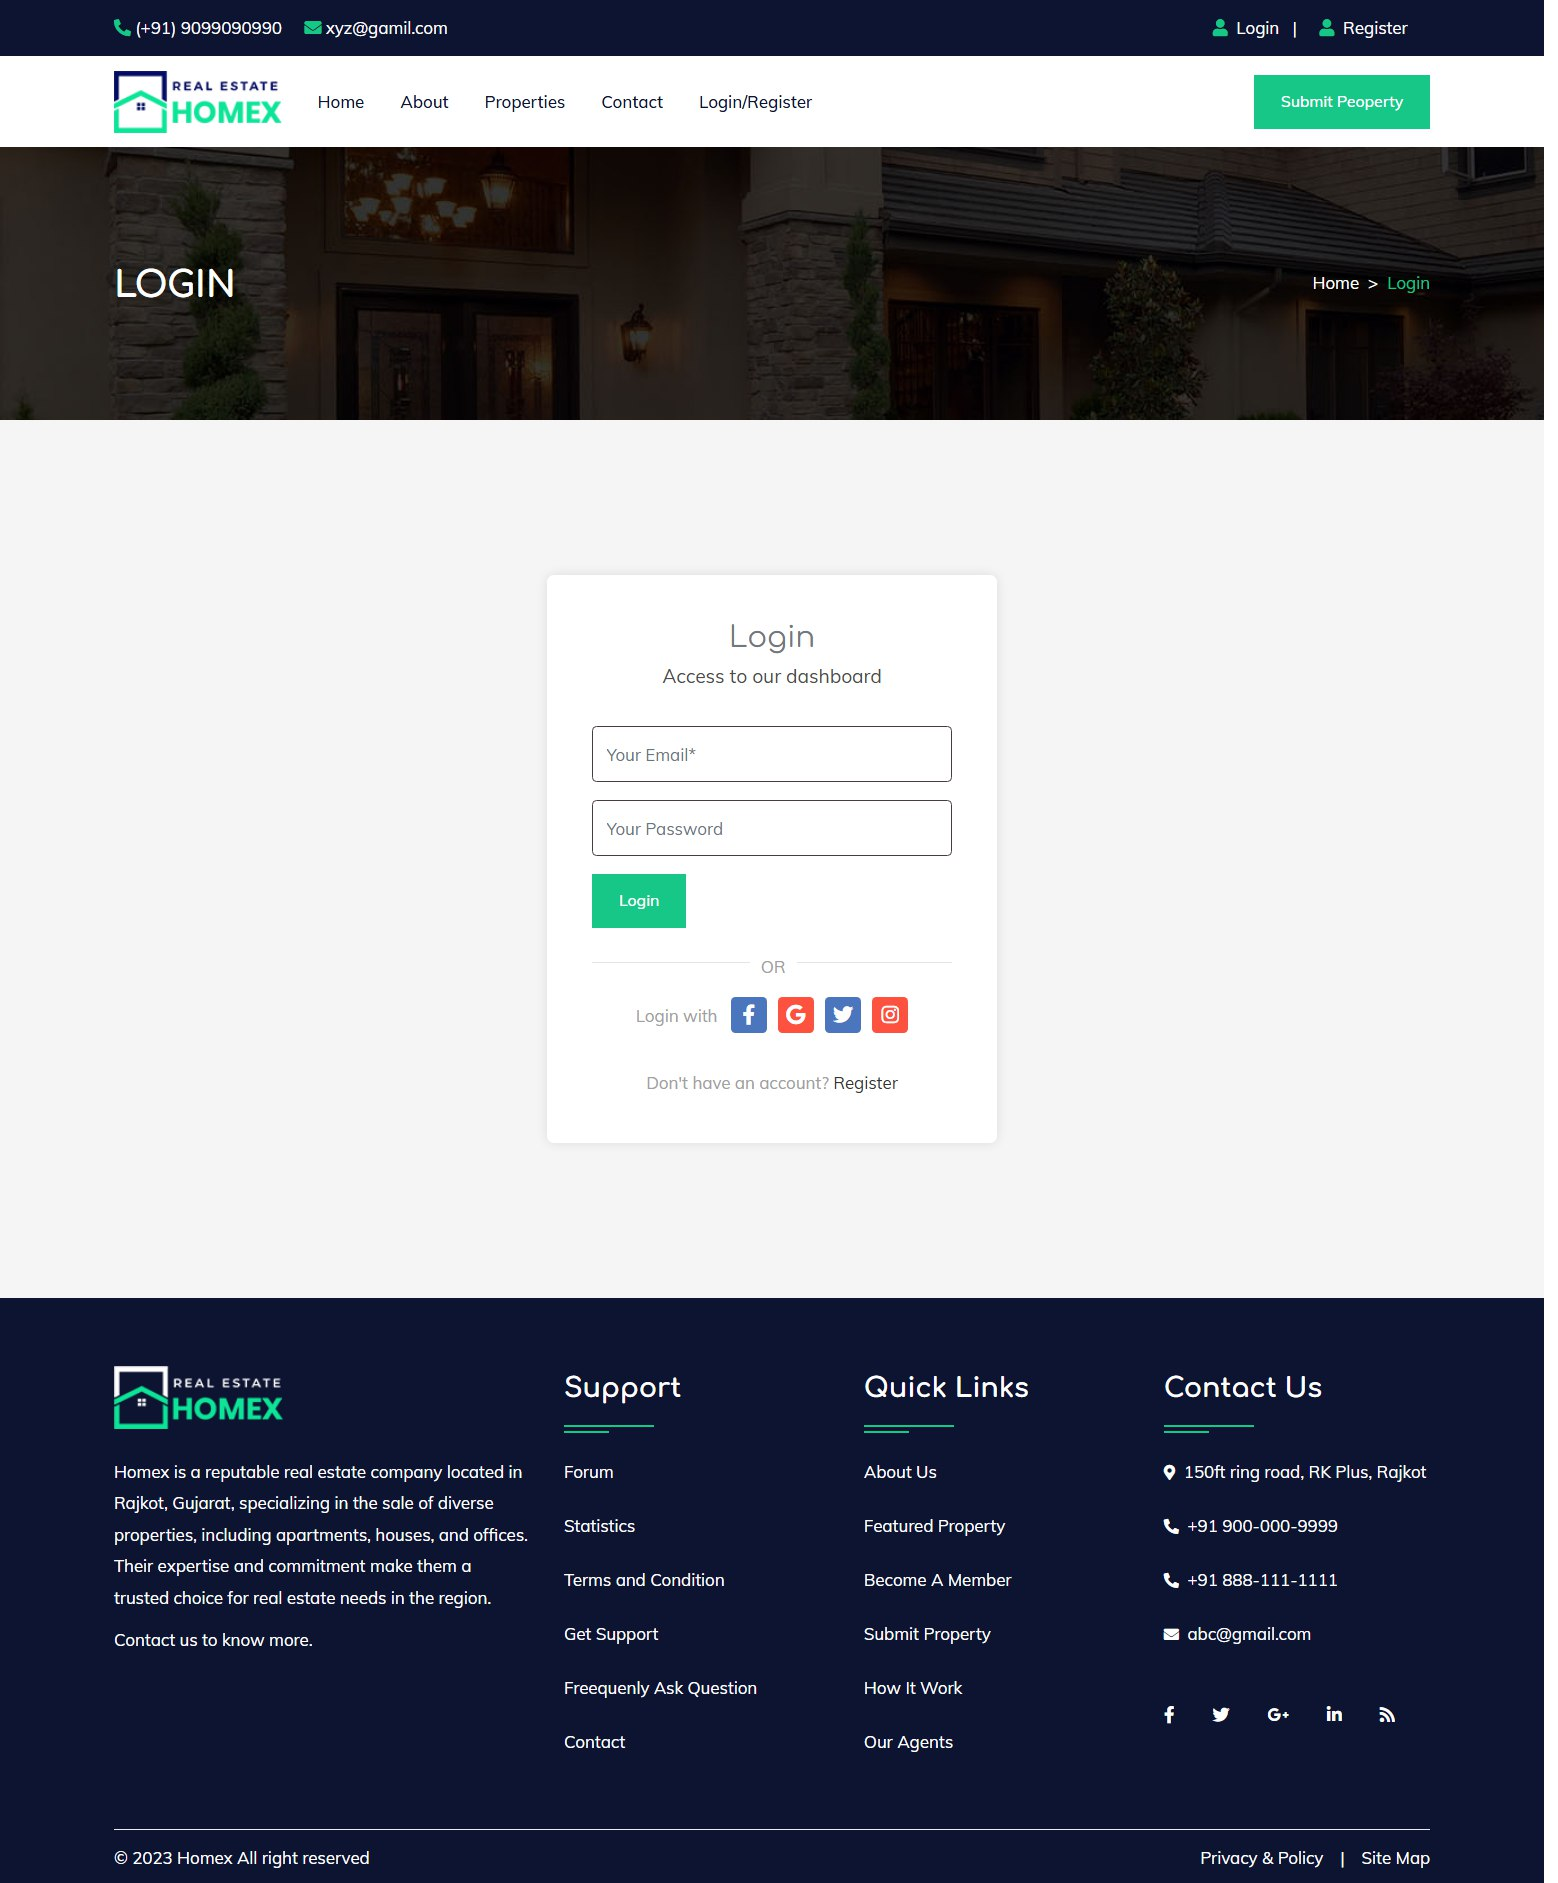 (+91) 9099090990 xyz@gamil.com Login | Register
REAL ESTATE
HOMEX
Home About Properties Contact Login/Register
Submit Peoperty
LOGIN
Home > Login
Login
Access to our dashboard
Your Email*
Your Password
Login
OR
Login with
Don't have an account? Register
REAL ESTATE
HOMEX
Homex is a reputable real estate company located in
Rajkot, Gujarat, specializing in the sale of diverse
properties, including apartments, houses, and offices.
Their expertise and commitment make them a
trusted choice for real estate needs in the region.
Contact us to know more.
Support
Forum
Statistics
Terms and Condition
Get Support
Freequenly Ask Question
Contact
Quick Links
About Us
Featured Property
Become A Member
Submit Property
How It Work
Our Agents
Contact Us
150ft ring road, RK Plus, Rajkot
+91 900-000-9999
+91 888-111-1111
abc@gmail.com
© 2023 Homex All right reserved
Privacy & Policy | Site Map